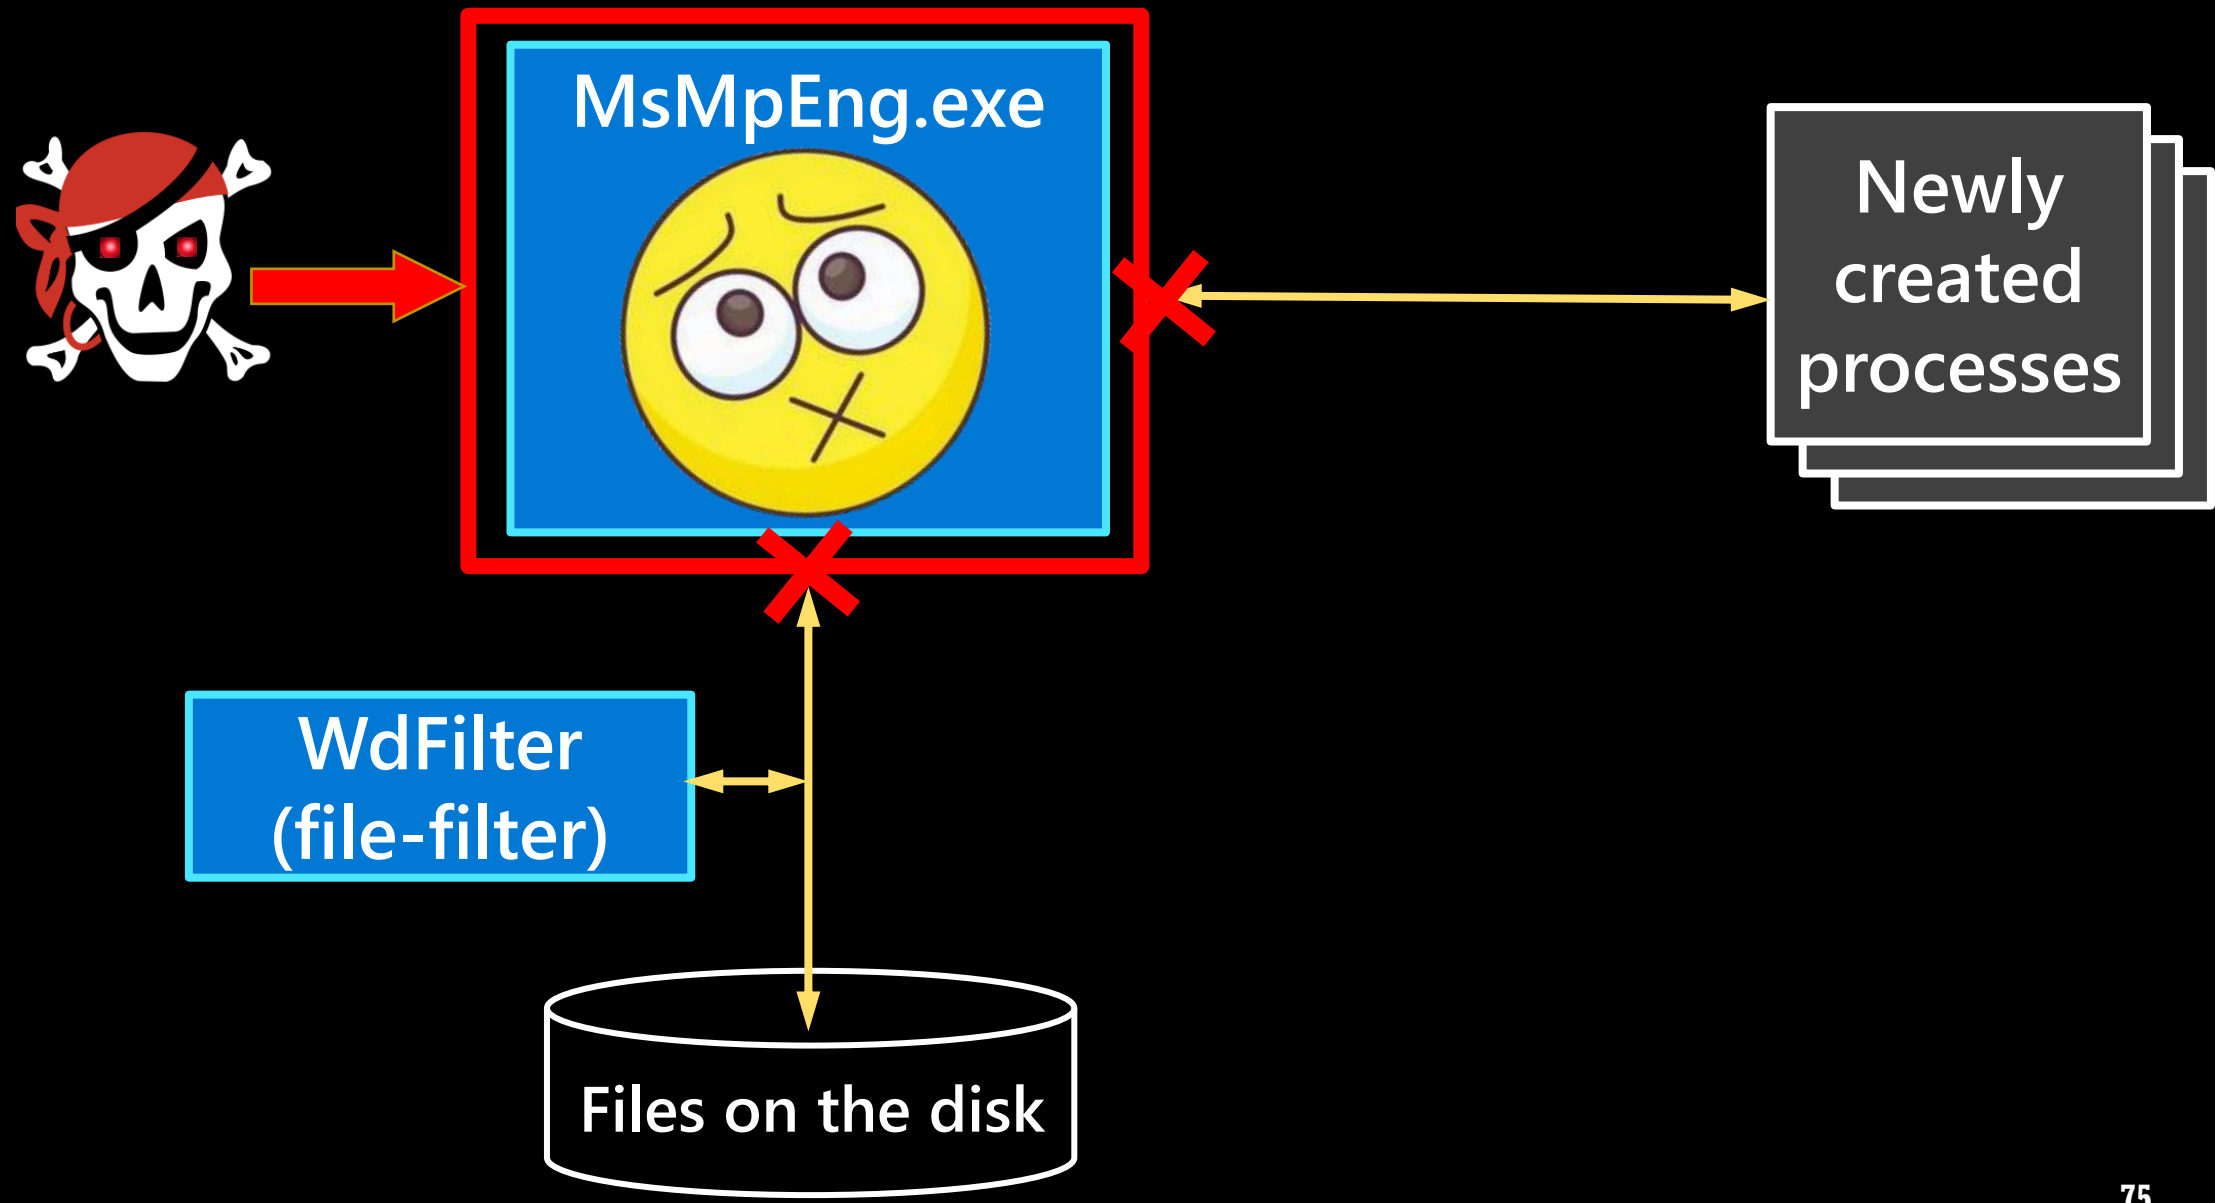 MsMpEng.exe
Newly
created
processes
WdFilter
(file-filter)
Files on the disk
75